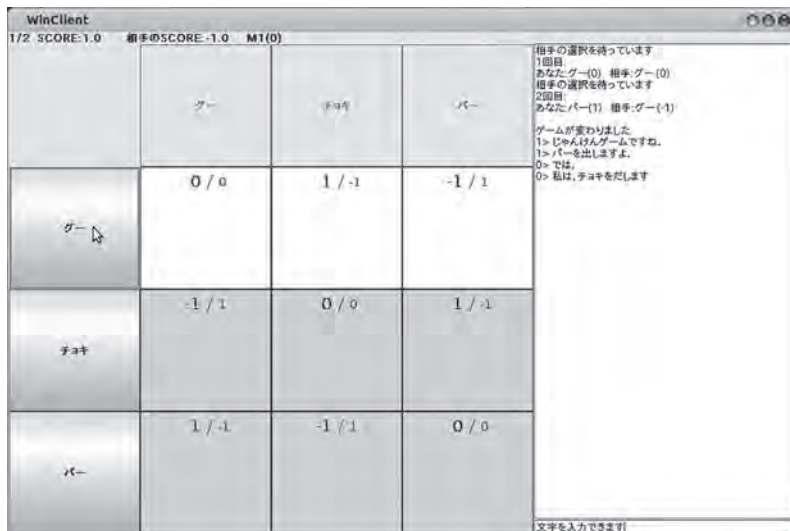 WinClient
1/2 SCORE:1.0 相手のSCORE:-1.0 M1(0)
グー チョキ パー
グー 0 / 0 1 / -1 -1 / 1
チョキ -1 / 1 0 / 0 1 / -1
パー 1 / -1 -1 / 1 0 / 0
相手の選択を待っています
1回目:
あなた:グー(0) 相手:グー(0)
相手の選択を待っています
2回目:
あなた:パー(1) 相手:グー(-1)
ゲームが変わりました
1> じゃんけんゲームですね.
1> パーを出しますよ.
0> では,
0> 私は,チョキをだします
文字を入力できます